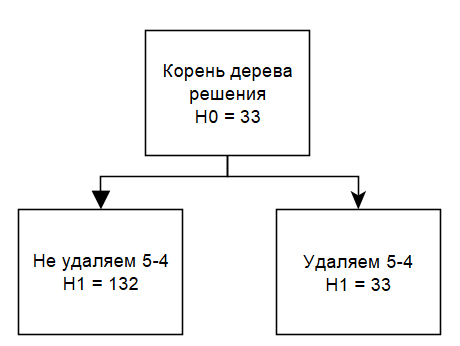 Корень дерева
решения
H0 = 33
Не удаляем 5-4
H1 = 132
Удаляем 5-4
H1 = 33